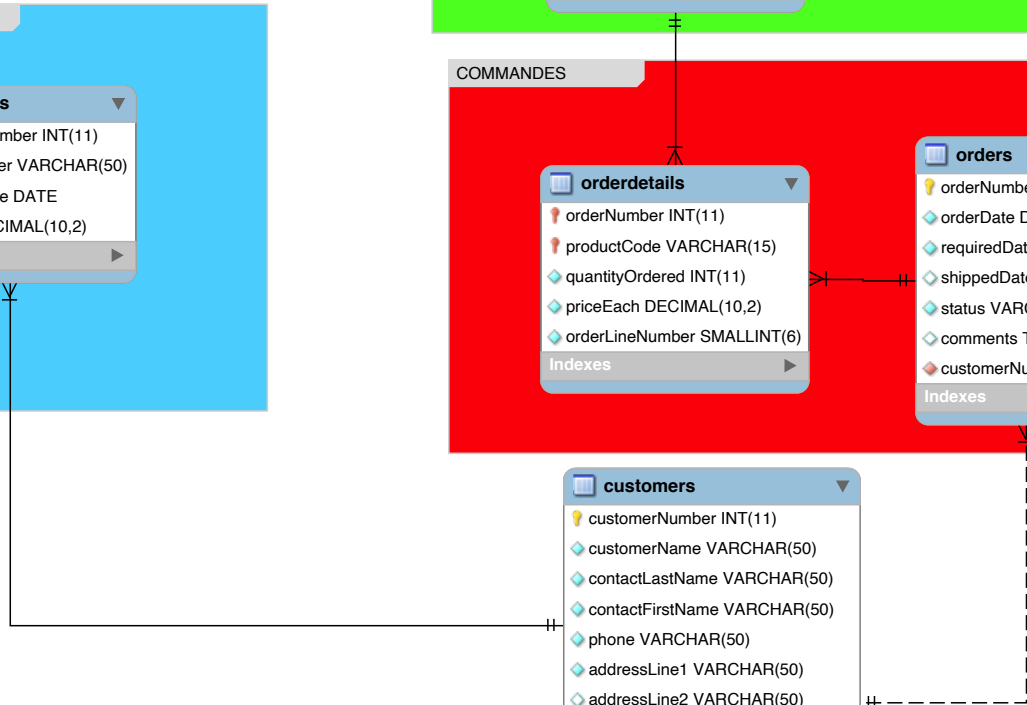 s
mber INT(11)
er VARCHAR(50)
e DATE
CIMAL(10,2)
COMMANDES
orderdetails
orderNumber INT(11)
productCode VARCHAR(15)
quantityOrdered INT(11)
priceEach DECIMAL(10,2)
orderLineNumber SMALLINT(6)
Indexes
orders
orderNumbe
orderDate D
requiredDat
shippedDate
status VARC
comments T
customerNu
Indexes
customers
customerNumber INT(11)
customerName VARCHAR(50)
contactLastName VARCHAR(50)
contactFirstName VARCHAR(50)
phone VARCHAR(50)
addressLine1 VARCHAR(50)
addressLine2 VARCHAR(50)